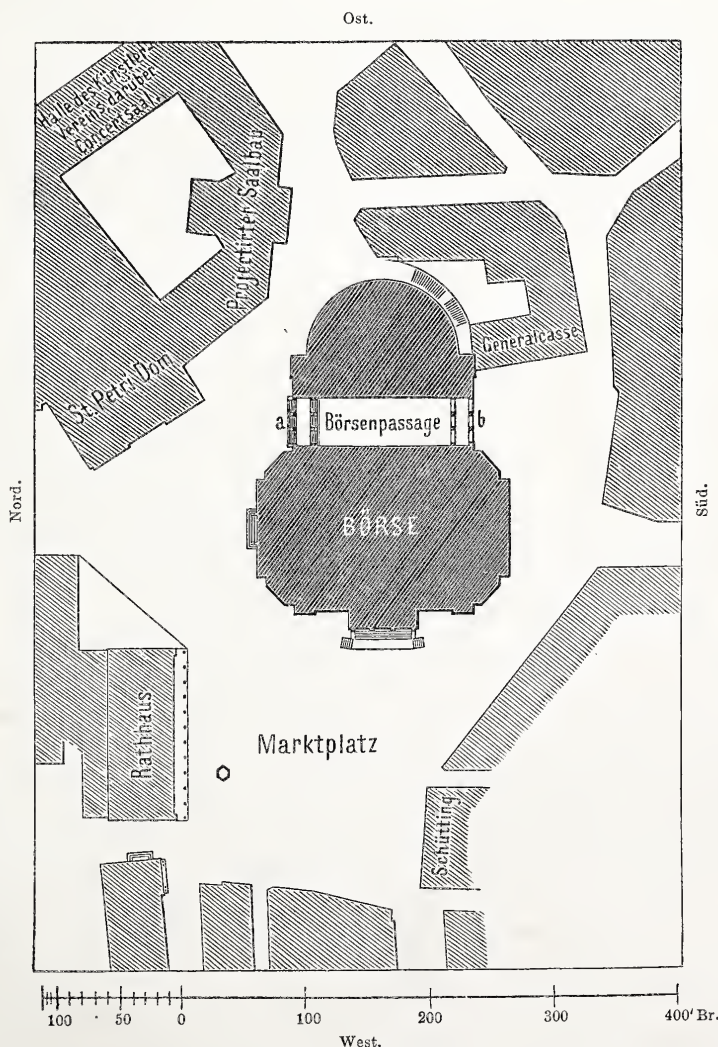 Ost.
Halle des Künstler-
Vereins, darüber
Concertsaal.
Projectirter Saalbau
St. Petri Dom
Generalcasse
a
Börsenpassage
b
Nord.
Süd.
BÖRSE
Rathhaus
Marktplatz
Schütting
100 50 0 100 200 300 400' Br.
West.